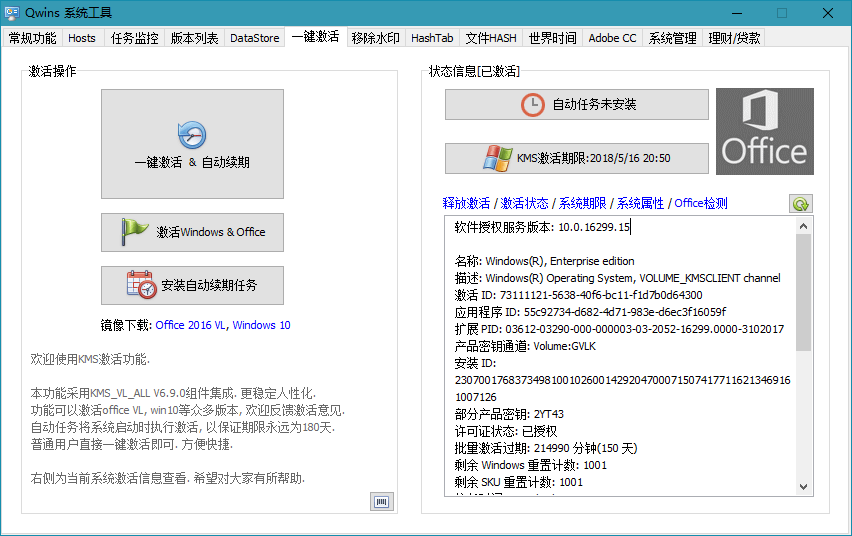 Qwins 系统工具
常规功能 Hosts 任务监控 版本列表 DataStore 一键激活 移除水印 HashTab 文件HASH 世界时间 Adobe CC 系统管理 理财/贷款
激活操作
一键激活 & 自动续期
激活Windows & Office
安装自动续期任务
镜像下载: Office 2016 VL, Windows 10
欢迎使用KMS激活功能.
本功能采用KMS_VL_ALL V6.9.0组件集成. 更稳定人性化.
功能可以激活office VL, win10等众多版本, 欢迎反馈激活意见.
自动任务将系统启动时执行激活, 以保证期限永远为180天.
普通用户直接一键激活即可. 方便快捷.
右侧为当前系统激活信息查看. 希望对大家有所帮助.
状态信息[已激活]
自动任务未安装
KMS激活期限:2018/5/16 20:50
Office
释放激活 / 激活状态 / 系统期限 / 系统属性 / Office检测
软件授权服务版本: 10.0.16299.15
名称: Windows(R), Enterprise edition
描述: Windows(R) Operating System, VOLUME_KMSCLIENT channel
激活 ID: 73111121-5638-40f6-bc11-f1d7b0d64300
应用程序 ID: 55c92734-d682-4d71-983e-d6ec3f16059f
扩展 PID: 03612-03290-000-000003-03-2052-16299.0000-3102017
产品密钥通道: Volume:GVLK
安装 ID:
23070017683734981001026001429204700071507417711621346916
1007126
部分产品密钥: 2YT43
许可证状态: 已授权
批量激活过期: 214990 分钟(150 天)
剩余 Windows 重置计数: 1001
剩余 SKU 重置计数: 1001